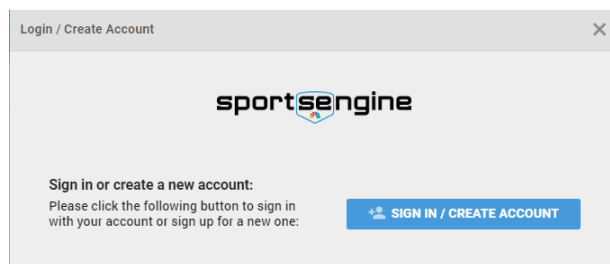 Login / Create Account
sportsengine
Sign in or create a new account:
Please click the following button to sign in
with your account or sign up for a new one:
SIGN IN / CREATE ACCOUNT